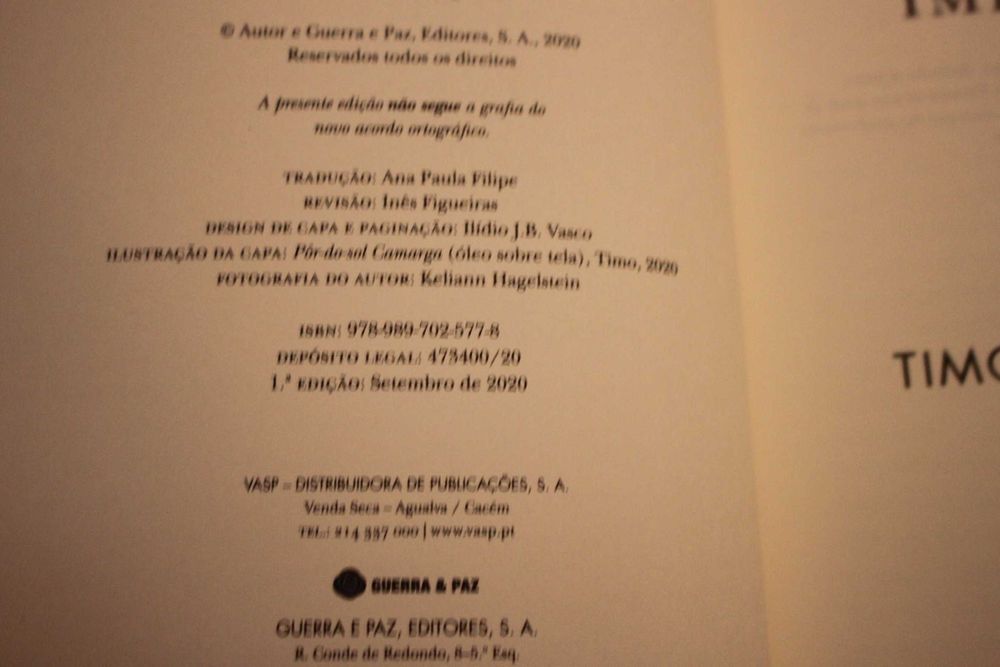 © Autor e Guerra e Paz, Editores, S. A., 2020
Reservados todos os direitos
A presente edição não segue a grafia do
novo acordo ortográfico.
TRADUÇÃO: Ana Paula Filipe
REVISÃO: Inês Figueiras
DESIGN DE CAPA E PAGINAÇÃO: Ilídio J.B. Vasco
ILUSTRAÇÃO DA CAPA: Pôr-do-sol Camarga (óleo sobre tela), Timo, 2020
FOTOGRAFIA DO AUTOR: Keliann Hagelstein
ISBN: 978-989-702-577-8
DEPÓSITO LEGAL: 473400/20
1.ª EDIÇÃO: Setembro de 2020
VASP – DISTRIBUIDORA DE PUBLICAÇÕES, S. A.
Venda Seca – Agualva / Cacém
TEL.: 214 337 000 | www.vasp.pt
GUERRA & PAZ
GUERRA E PAZ, EDITORES, S. A.
R. Conde de Redondo, 8–5.º Esq.
TIMO